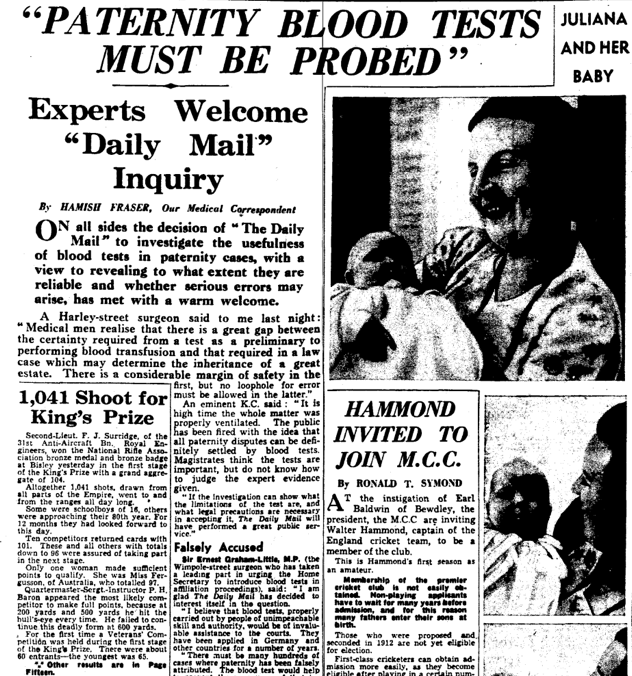 "PATERNITY BLOOD TESTS
MUST BE PROBED"
Experts Welcome
"Daily Mail"
Inquiry
By HAMISH FRASER, Our Medical Correspondent
ON all sides the decision of "The Daily
Mail" to investigate the usefulness
of blood tests in paternity cases, with a
view to revealing to what extent they are
reliable and whether serious errors may
arise, has met with a warm welcome.
A Harley-street surgeon said to me last night:
"Medical men realise that there is a great gap between
the certainty required from a test as a preliminary to
performing blood transfusion and that required in a law
case which may determine the inheritance of a great
estate. There is a considerable margin of safety in the
first, but no loophole for error
must be allowed in the latter."
An eminent K.C. said: "It is
high time the whole matter was
properly ventilated. The public
has been fired with the idea that
all paternity disputes can be defi-
nitely settled by blood tests.
Magistrates think the tests are
important, but do not know how
to judge the expert evidence
given.
"If the Investigation can show what
the limitations of the test are, and
what legal precautions are necessary
in accepting it, The Daily Mail will
have performed a great public ser-
vice."
Falsely Accused
Sir Ernest Graham-Little, M.P. (the
Wimpole-street surgeon who has taken
a leading part in urging the Home
Secretary to introduce blood tests in
affiliation proceedings), said: "I am
glad The Daily Mail has decided to
interest itself in the question.
"I believe that blood tests, properly
carried out by people of unimpeachable
skill and authority, would be of invalu-
able assistance to the courts. They
have been applied in Germany and
other countries for a number of years.
"There must be many hundreds of
cases where paternity has been falsely
attributed. The blood test would help
1,041 Shoot for
King's Prize
Second-Lieut. F. J. Surridge, of the
31st Anti-Aircraft Bn. Royal En-
gineers, won the National Rifle Asso-
ciation bronze medal and bronze badge
at Bisley yesterday in the first stage
of the King's Prize with a grand aggre-
gate of 104.
Altogether 1,041 shots, drawn from
all parts of the Empire, went to and
from the ranges all day long.
Some were schoolboys of 16, others
were approaching their 80th year. For
12 months they had looked forward to
this day.
Ten competitors returned cards with
101. These and all others with totals
down to 96 were assured of taking part
in the next stage.
Only one woman made sufficient
points to qualify. She was Miss Fer-
gusson, of Australia, who totalled 97.
Quartermaster-Sergt.-Instructor P. H.
Baron appeared the most likely com-
petitor to make full points, because at
200 yards and 500 yards he hit the
bull's-eye every time. He failed to con-
tinue this deadly form at 600 yards.
For the first time a Veterans' Com-
petition was held during the first stage
of the King's Prize. There were about
60 entrants—the youngest was 65.
Other results are in Page
Fifteen.
JULIANA
AND HER
BABY
HAMMOND
INVITED TO
JOIN M.C.C.
By RONALD T. SYMOND
AT the instigation of Earl
Baldwin of Bewdley, the
president, the M.C.C are inviting
Walter Hammond, captain of the
England cricket team, to be a
member of the club.
This is Hammond's first season as
an amateur.
Membership of the premier
cricket club is not easily ob-
tained. Non-playing applicants
have to wait for many years before
admission, and for this reason
many fathers enter their sons at
birth.
Those who were proposed and
seconded in 1912 are not yet eligible
for election.
First-class cricketers can obtain ad-
mission more easily, as they become
eligible after playing in a certain num-